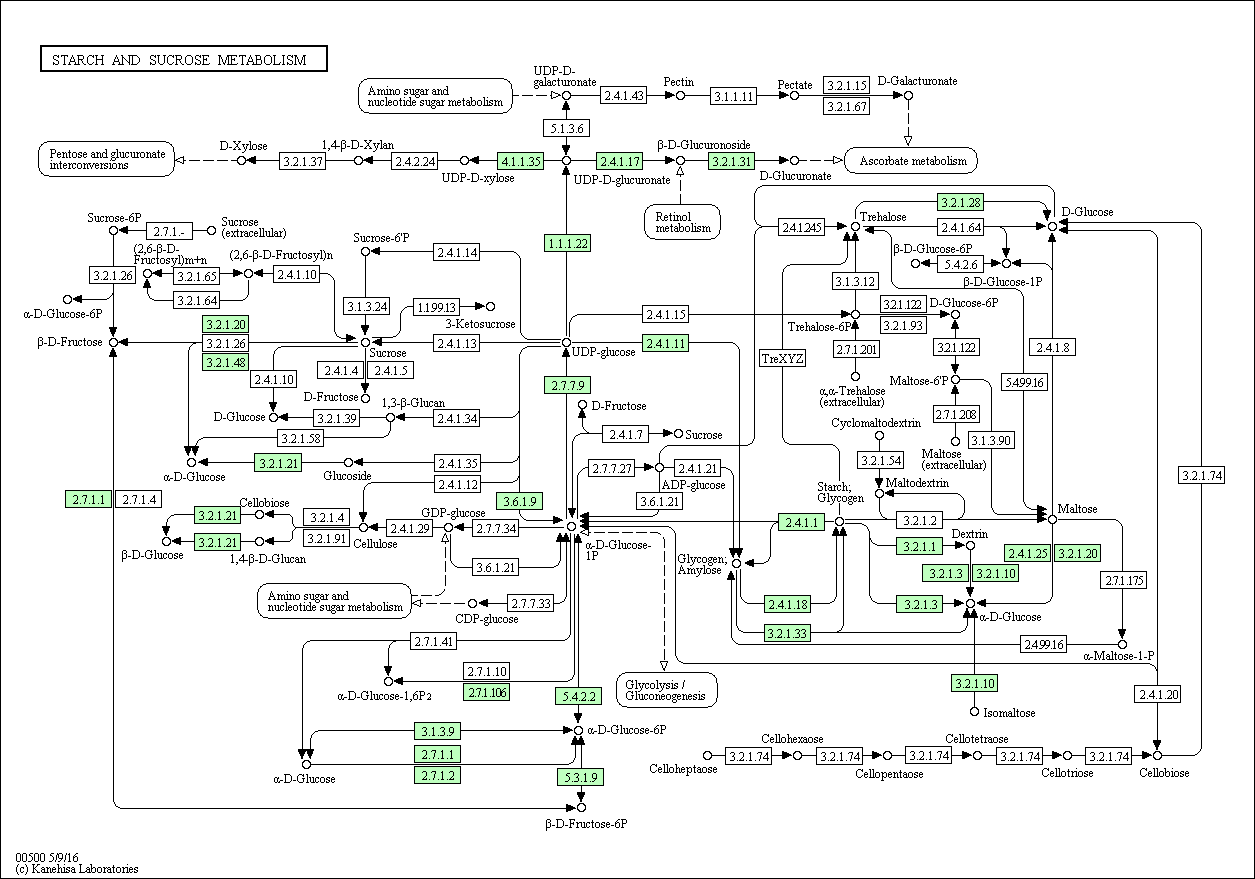 STARCH AND SUCROSE METABOLISM
UDP-D-
galacturonate
Amino sugar and
nucleotide sugar metabolism
2.4.1.43
Pectin
3.1.1.11
Pectate
3.2.1.15
3.2.1.67
D-Galacturonate
5.1.3.6
Pentose and glucuronate
interconversions
D-Xylose
3.2.1.37
1,4-β-D-Xylan
2.4.2.24
UDP-D-xylose
4.1.1.35
2.4.1.17
UDP-D-glucuronate
β-D-Glucuronoside
3.2.1.31
D-Glucuronate
Ascorbate metabolism
Retinol
metabolism
1.1.1.22
Sucrose-6P
2.7.1.-
Sucrose
(extracellular)
(2,6-β-D-
Fructosyl)m+n
(2,6-β-D-Fructosyl)n
3.2.1.26
3.2.1.65
3.2.1.64
2.4.1.10
α-D-Glucose-6P
Sucrose-6'P
2.4.1.14
3.1.3.24
1.1.99.13
3-Ketosucrose
3.2.1.20
3.2.1.26
3.2.1.48
β-D-Fructose
Sucrose
2.4.1.13
UDP-glucose
2.4.1.15
2.4.1.11
2.4.1.10
2.4.1.4
2.4.1.5
D-Fructose
D-Glucose
3.2.1.39
1,3-β-Glucan
2.4.1.34
3.2.1.58
α-D-Glucose
3.2.1.21
Glucoside
2.4.1.35
2.4.1.12
2.7.7.9
D-Fructose
2.4.1.7
Sucrose
2.7.7.27
2.4.1.21
ADP-glucose
3.6.1.21
3.6.1.9
2.4.1.245
Trehalose
3.2.1.28
2.4.1.64
D-Glucose
β-D-Glucose-6P
5.4.2.6
β-D-Glucose-1P
3.1.3.12
3.2.1.122
D-Glucose-6P
Trehalose-6P
3.2.1.93
2.7.1.201
3.2.1.122
2.4.1.8
TreXYZ
α,α-Trehalose
(extracellular)
Maltose-6'P
5.4.99.16
2.7.1.208
Cyclomaltodextrin
3.1.3.90
3.2.1.54
Maltose
(extracellular)
3.2.1.74
Maltodextrin
Starch;
Glycogen
3.2.1.2
Maltose
2.7.1.1
2.7.1.4
3.2.1.21
Cellobiose
3.2.1.4
3.2.1.91
3.2.1.21
β-D-Glucose
1,4-β-D-Glucan
Cellulose
2.4.1.29
GDP-glucose
2.7.7.34
3.6.1.21
α-D-Glucose-
1P
2.4.1.1
Glycogen;
Amylose
3.2.1.1
Dextrin
2.4.1.25
3.2.1.20
3.2.1.3
3.2.1.10
2.7.1.175
Amino sugar and
nucleotide sugar metabolism
2.7.7.33
CDP-glucose
2.4.1.18
3.2.1.3
α-D-Glucose
3.2.1.33
2.4.99.16
α-Maltose-1-P
2.7.1.41
2.7.1.10
2.7.1.106
α-D-Glucose-1,6P2
5.4.2.2
Glycolysis /
Gluconeogenesis
3.2.1.10
Isomaltose
2.4.1.20
3.1.3.9
α-D-Glucose-6P
2.7.1.1
2.7.1.2
α-D-Glucose
5.3.1.9
β-D-Fructose-6P
Celloheptaose
3.2.1.74
Cellohexaose
3.2.1.74
Cellopentaose
3.2.1.74
Cellotetraose
3.2.1.74
Cellotriose
3.2.1.74
Cellobiose
00500 5/9/16
(c) Kanehisa Laboratories